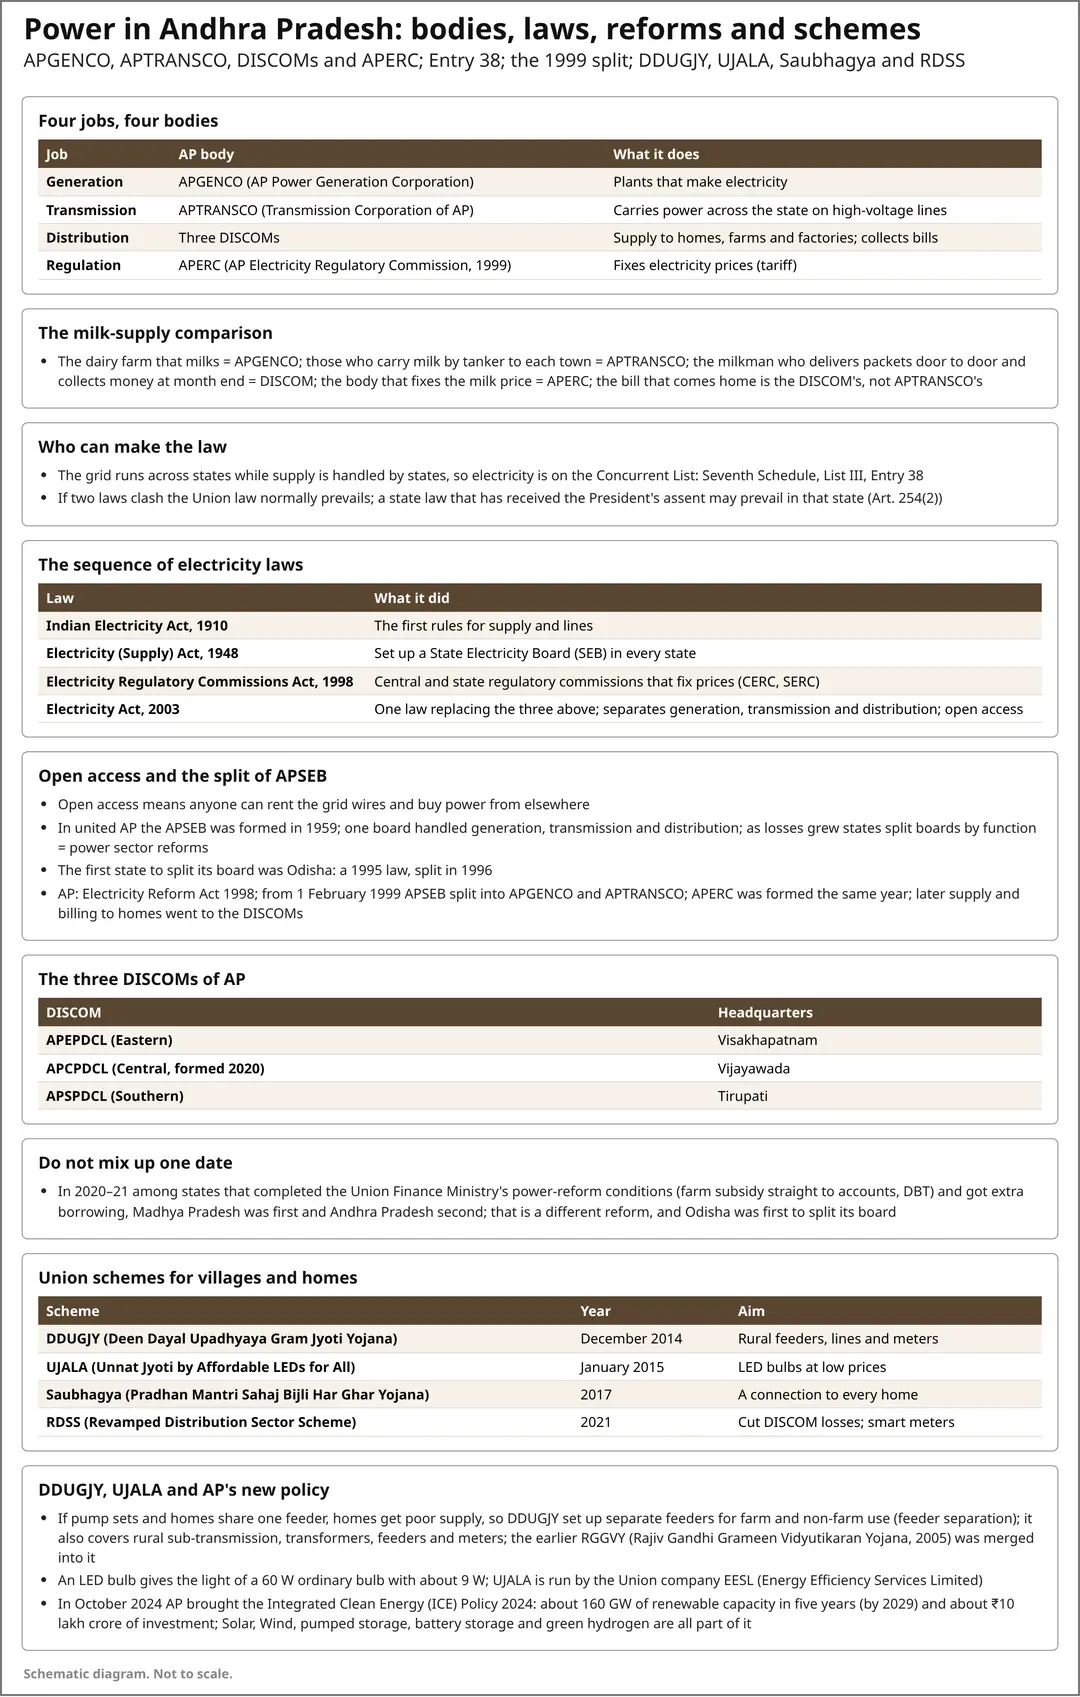 Power in Andhra Pradesh: bodies, laws, reforms and schemes
APGENCO, APTRANSCO, DISCOMs and APERC; Entry 38; the 1999 split; DDUGJY, UJALA, Saubhagya and RDSS
Four jobs, four bodies
Job AP body What it does
Generation APGENCO (AP Power Generation Corporation) Plants that make electricity
Transmission APTRANSCO (Transmission Corporation of AP) Carries power across the state on high-voltage lines
Distribution Three DISCOMs Supply to homes, farms and factories; collects bills
Regulation APERC (AP Electricity Regulatory Commission, 1999) Fixes electricity prices (tariff)
The milk-supply comparison
• The dairy farm that milks = APGENCO; those who carry milk by tanker to each town = APTRANSCO; the milkman who delivers packets door to door and
collects money at month end = DISCOM; the body that fixes the milk price = APERC; the bill that comes home is the DISCOM's, not APTRANSCO's
Who can make the law
• The grid runs across states while supply is handled by states, so electricity is on the Concurrent List: Seventh Schedule, List III, Entry 38
• If two laws clash the Union law normally prevails; a state law that has received the President's assent may prevail in that state (Art. 254(2))
The sequence of electricity laws
Law What it did
Indian Electricity Act, 1910 The first rules for supply and lines
Electricity (Supply) Act, 1948 Set up a State Electricity Board (SEB) in every state
Electricity Regulatory Commissions Act, 1998 Central and state regulatory commissions that fix prices (CERC, SERC)
Electricity Act, 2003 One law replacing the three above; separates generation, transmission and distribution; open access
Open access and the split of APSEB
• Open access means anyone can rent the grid wires and buy power from elsewhere
• In united AP the APSEB was formed in 1959; one board handled generation, transmission and distribution; as losses grew states split boards by function
= power sector reforms
• The first state to split its board was Odisha: a 1995 law, split in 1996
• AP: Electricity Reform Act 1998; from 1 February 1999 APSEB split into APGENCO and APTRANSCO; APERC was formed the same year; later supply and
billing to homes went to the DISCOMs
The three DISCOMs of AP
DISCOM Headquarters
APEPDCL (Eastern) Visakhapatnam
APCPDCL (Central, formed 2020) Vijayawada
APSPDCL (Southern) Tirupati
Do not mix up one date
• In 2020–21 among states that completed the Union Finance Ministry's power-reform conditions (farm subsidy straight to accounts, DBT) and got extra
borrowing, Madhya Pradesh was first and Andhra Pradesh second; that is a different reform, and Odisha was first to split its board
Union schemes for villages and homes
Scheme Year Aim
DDUGJY (Deen Dayal Upadhyaya Gram Jyoti Yojana) December 2014 Rural feeders, lines and meters
UJALA (Unnat Jyoti by Affordable LEDs for All) January 2015 LED bulbs at low prices
Saubhagya (Pradhan Mantri Sahaj Bijli Har Ghar Yojana) 2017 A connection to every home
RDSS (Revamped Distribution Sector Scheme) 2021 Cut DISCOM losses; smart meters
DDUGJY, UJALA and AP's new policy
• If pump sets and homes share one feeder, homes get poor supply, so DDUGJY set up separate feeders for farm and non-farm use (feeder separation); it
also covers rural sub-transmission, transformers, feeders and meters; the earlier RGGVY (Rajiv Gandhi Grameen Vidyutikaran Yojana, 2005) was merged
into it
• An LED bulb gives the light of a 60 W ordinary bulb with about 9 W; UJALA is run by the Union company EESL (Energy Efficiency Services Limited)
• In October 2024 AP brought the Integrated Clean Energy (ICE) Policy 2024: about 160 GW of renewable capacity in five years (by 2029) and about ₹10
lakh crore of investment; Solar, Wind, pumped storage, battery storage and green hydrogen are all part of it
Schematic diagram. Not to scale.